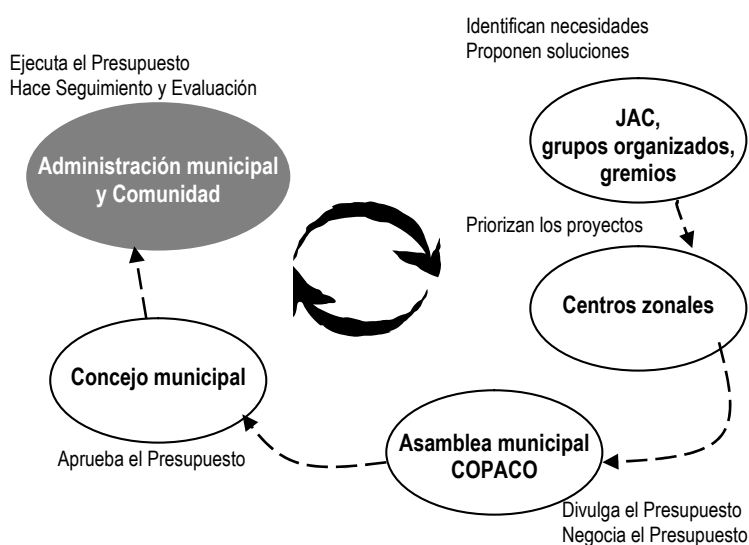 Identifican necesidades
Proponen soluciones
JAC,
grupos organizados,
gremios
Priorizan los proyectos
Centros zonales
Asamblea municipal
COPACO
Divulga el Presupuesto
Negocia el Presupuesto
Concejo municipal
Aprueba el Presupuesto
Ejecuta el Presupuesto
Hace Seguimiento y Evaluación
Administración municipal
y Comunidad